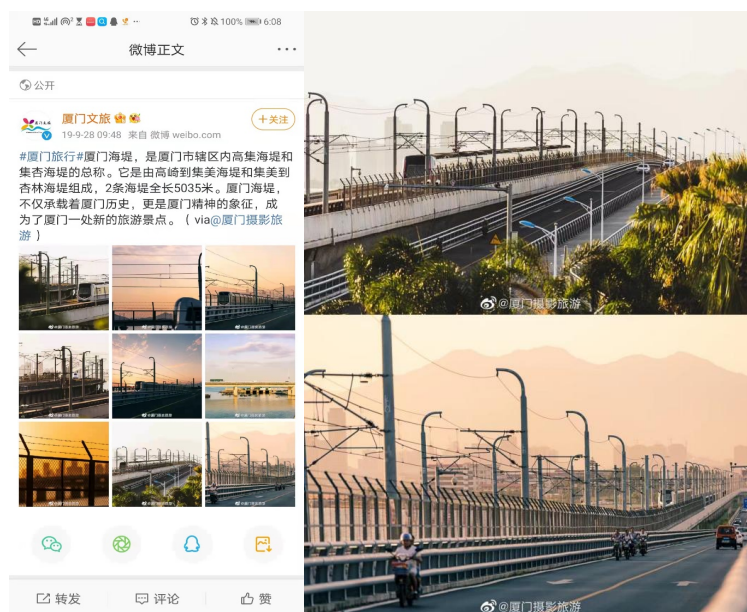 100% 6:08
微博正文
公开
厦门文旅
+关注
19-9-28 09:48 来自 微博 weibo.com
#厦门旅行#厦门海堤，是厦门市辖区内高集海堤和
集杏海堤的总称。它是由高崎到集美海堤和集美到
杏林海堤组成，2条海堤全长5035米。厦门海堤，
不仅承载着厦门历史，更是厦门精神的象征，成
为了厦门一处新的旅游景点。（ via@厦门摄影旅
游 ）
转发
评论
赞
@厦门摄影旅游
@厦门摄影旅游